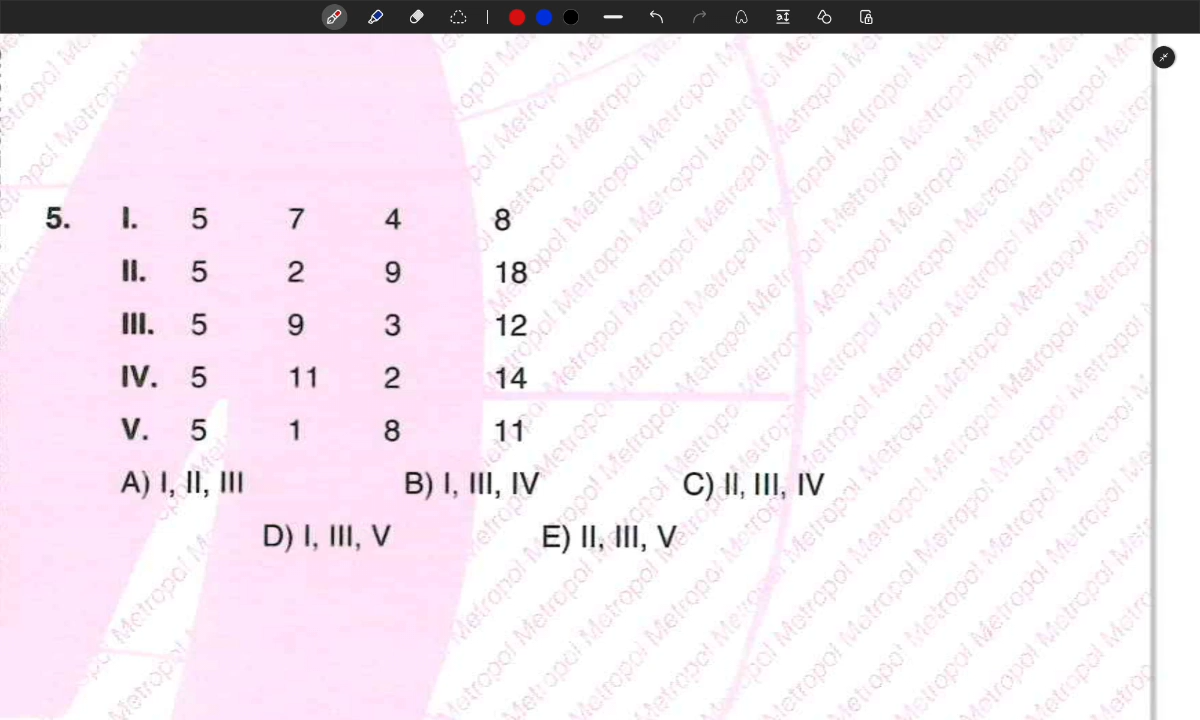 5. I. 5 7 4 8
II. 5 2 9 18
III. 5 9 3 12
IV. 5 11 2 14
V. 5 1 8 11
A) I, II, III B) I, III, IV C) II, III, IV
D) I, III, V E) II, III, V